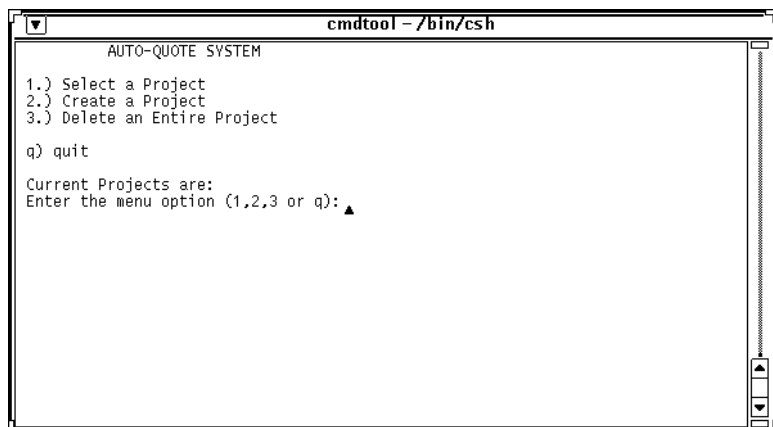 cmdtool - /bin/csh
AUTO-QUOTE SYSTEM
1.) Select a Project
2.) Create a Project
3.) Delete an Entire Project
q) quit
Current Projects are:
Enter the menu option (1,2,3 or q):